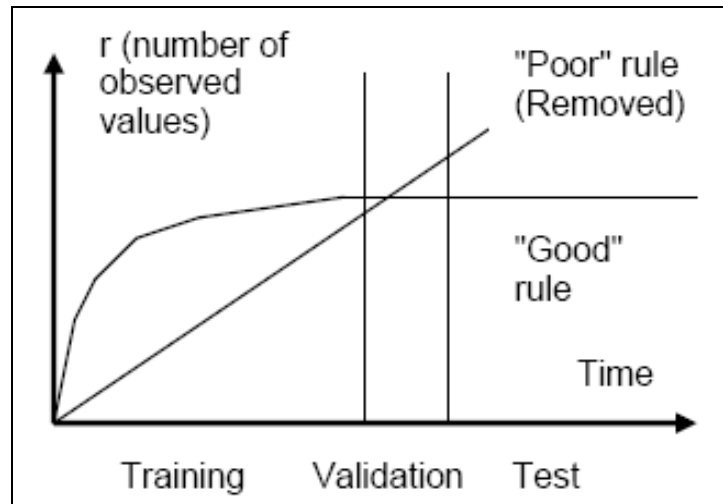 r (number of
observed
values)
"Poor" rule
(Removed)
"Good"
rule
Time
Training Validation Test